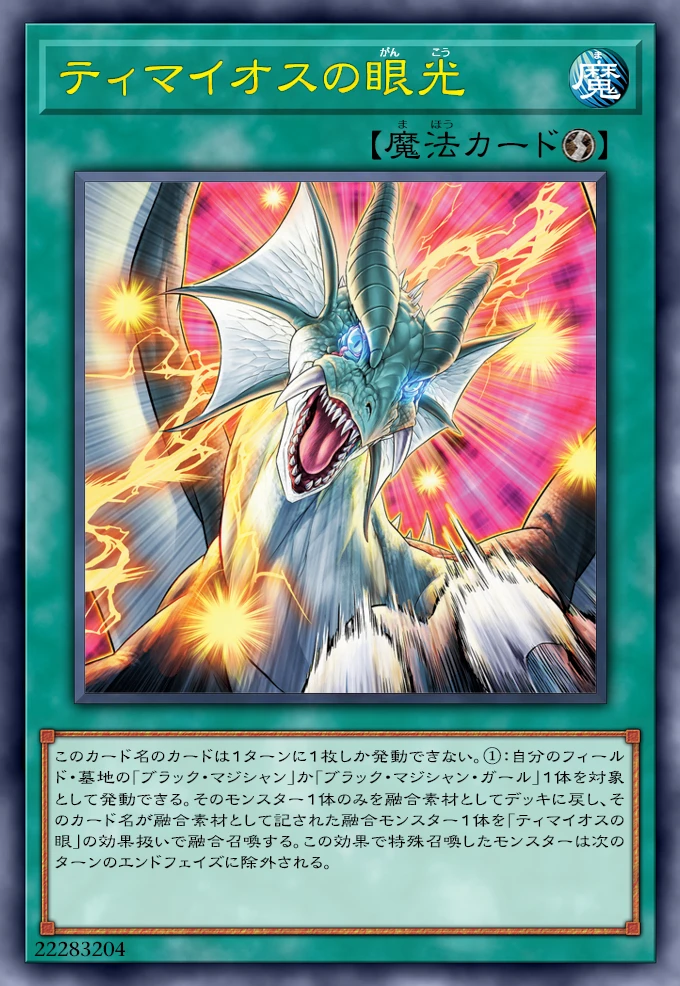 ティマイオスの眼光
がん こう
魔
ま
【魔法カード】
ま ほう
このカード名のカードは1ターンに1枚しか発動できない。①:自分のフィール
ド・墓地の「ブラック・マジシャン」か「ブラック・マジシャン・ガール」1体を対象
として発動できる。そのモンスター1体のみを融合素材としてデッキに戻し、そ
のカード名が融合素材として記された融合モンスター1体を「ティマイオスの
眼」の効果扱いで融合召喚する。この効果で特殊召喚したモンスターは次の
ターンのエンドフェイズに除外される。
22283204